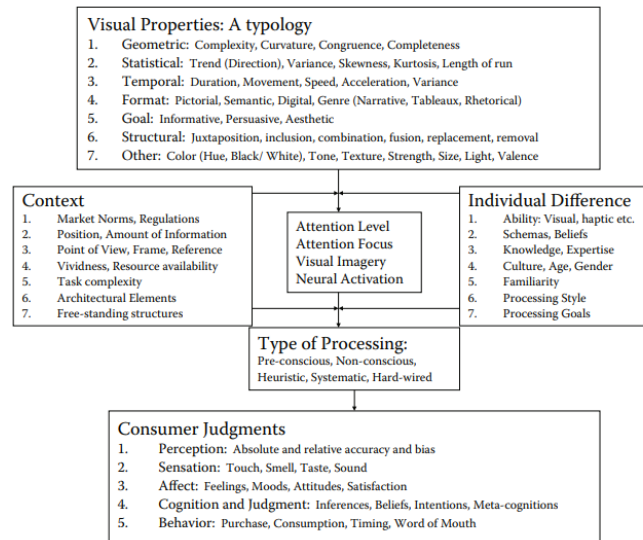 Visual Properties: A typology
1. Geometric: Complexity, Curvature, Congruence, Completeness
2. Statistical: Trend (Direction), Variance, Skewness, Kurtosis, Length of run
3. Temporal: Duration, Movement, Speed, Acceleration, Variance
4. Format: Pictorial, Semantic, Digital, Genre (Narrative, Tableaux, Rhetorical)
5. Goal: Informative, Persuasive, Aesthetic
6. Structural: Juxtaposition, inclusion, combination, fusion, replacement, removal
7. Other: Color (Hue, Black/ White), Tone, Texture, Strength, Size, Light, Valence
Context
1. Market Norms, Regulations
2. Position, Amount of Information
3. Point of View, Frame, Reference
4. Vividness, Resource availability
5. Task complexity
6. Architectural Elements
7. Free-standing structures
Attention Level
Attention Focus
Visual Imagery
Neural Activation
Individual Difference
1. Ability: Visual, haptic etc.
2. Schemas, Beliefs
3. Knowledge, Expertise
4. Culture, Age, Gender
5. Familiarity
6. Processing Style
7. Processing Goals
Type of Processing:
Pre-conscious, Non-conscious,
Heuristic, Systematic, Hard-wired
Consumer Judgments
1. Perception: Absolute and relative accuracy and bias
2. Sensation: Touch, Smell, Taste, Sound
3. Affect: Feelings, Moods, Attitudes, Satisfaction
4. Cognition and Judgment: Inferences, Beliefs, Intentions, Meta-cognitions
5. Behavior: Purchase, Consumption, Timing, Word of Mouth